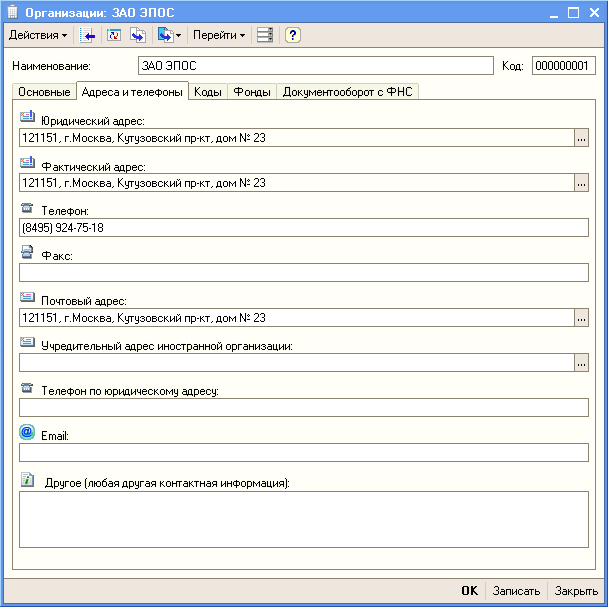 Организации: ЗАО ЭПОС
Действия Перейти ?
Наименование: ЗАО ЭПОС Код: 000000001
Основные Адреса и телефоны Коды Фонды Документооборот с ФНС
Юридический адрес:
121151, г.Москва, Кутузовский пр-кт, дом № 23 ...
Фактический адрес:
121151, г.Москва, Кутузовский пр-кт, дом № 23 ...
Телефон:
(8495) 924-75-18
Факс:
Почтовый адрес:
121151, г.Москва, Кутузовский пр-кт, дом № 23 ...
Учредительный адрес иностранной организации:
...
Телефон по юридическому адресу:
@ Email:
Другое (любая другая контактная информация):
OK Записать Закрыть